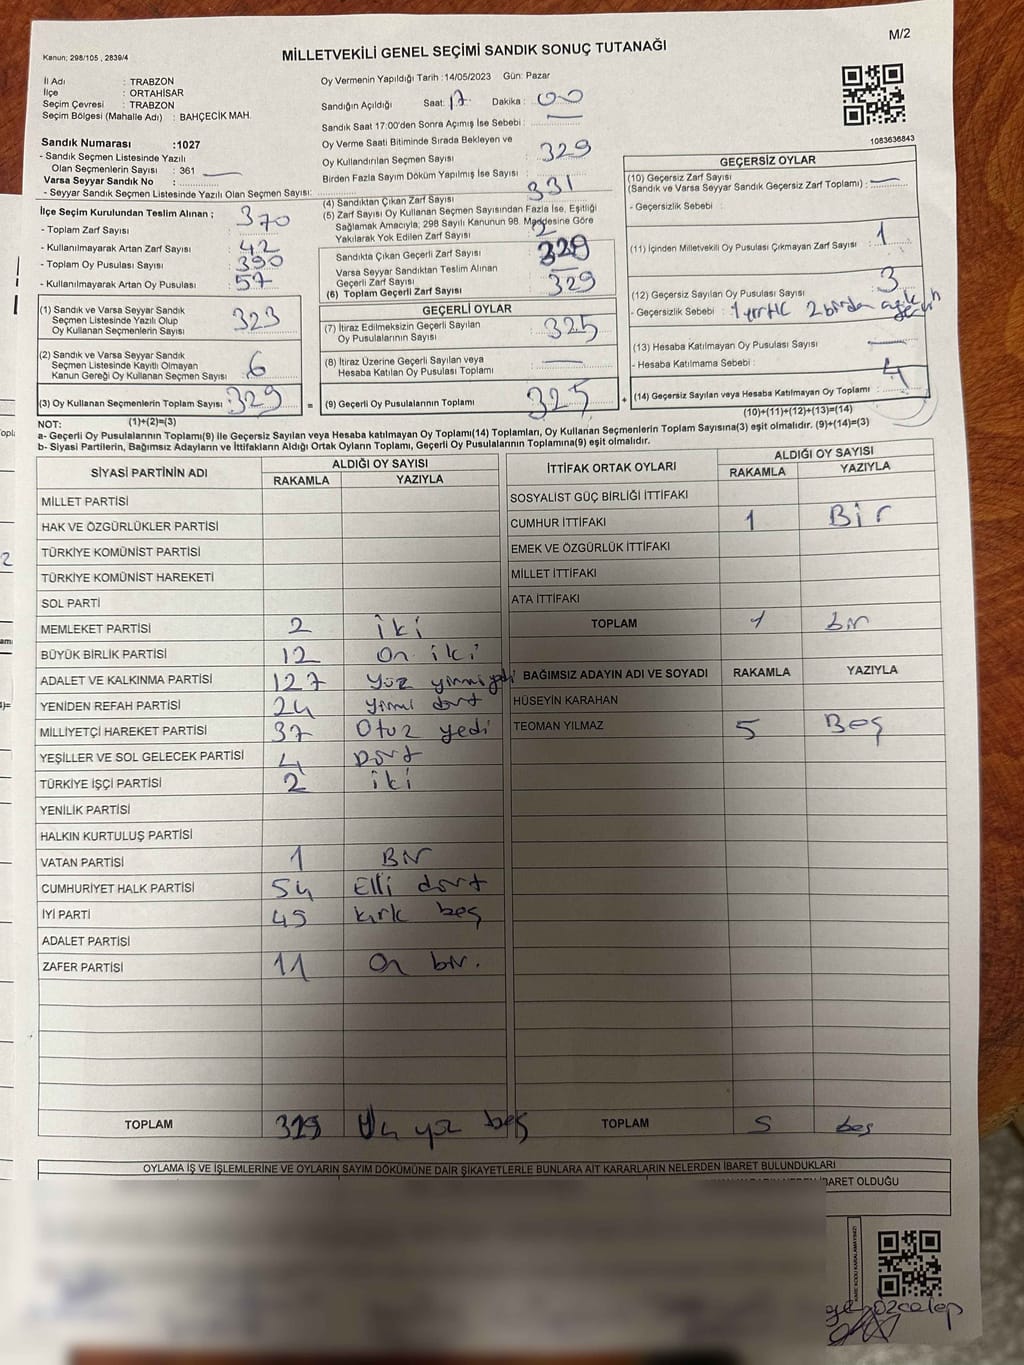 M/2
Kanun: 298/105 , 2839/4
MİLLETVEKİLİ GENEL SEÇİMİ SANDIK SONUÇ TUTANAĞI
İl Adı : TRABZON
İlçe : ORTAHİSAR
Seçim Çevresi : TRABZON
Seçim Bölgesi (Mahalle Adı) : BAHÇECİK MAH.
Sandık Numarası :1027
- Sandık Seçmen Listesinde Yazılı
Olan Seçmenlerin Sayısı : 361
Varsa Seyyar Sandık No :
- Seyyar Sandık Seçmen Listesinde Yazılı Olan Seçmen Sayısı:
Oy Vermenin Yapıldığı Tarih :14/05/2023 Gün: Pazar
Sandığın Açıldığı Saat: 17 Dakika : 00
Sandık Saat 17:00'den Sonra Açımış İse Sebebi :
Oy Verme Saati Bitiminde Sırada Bekleyen ve
Oy Kullandırılan Seçmen Sayısı : 329
Birden Fazla Sayım Döküm Yapılmış İse Sayısı :
(4) Sandıktan Çıkan Zarf Sayısı : 331
(5) Zarf Sayısı Oy Kullanan Seçmen Sayısından Fazla İse, Eşitliği
Sağlamak Amacıyla; 298 Sayılı Kanunun 98. Maddesine Göre
Yakılarak Yok Edilen Zarf Sayısı : 2
1083636843
İlçe Seçim Kurulundan Teslim Alınan ;
- Toplam Zarf Sayısı : 370
- Kullanılmayarak Artan Zarf Sayısı : 42
- Toplam Oy Pusulası Sayısı : 390
- Kullanılmayarak Artan Oy Pusulası : 57
Sandıkta Çıkan Geçerli Zarf Sayısı : 329
Varsa Seyyar Sandıktan Teslim Alınan
Geçerli Zarf Sayısı :
(6) Toplam Geçerli Zarf Sayısı : 329
(1) Sandık ve Varsa Seyyar Sandık
Seçmen Listesinde Yazılı Olup
Oy Kullanan Seçmenlerin Sayısı : 323
(2) Sandık ve Varsa Seyyar Sandık
Seçmen Listesinde Kayıtlı Olmayan
Kanun Gereği Oy Kullanan Seçmen Sayısı : 6
(3) Oy Kullanan Seçmenlerin Toplam Sayısı : 329
(1)+(2)=(3)
=
GEÇERLİ OYLAR
(7) İtiraz Edilmeksizin Geçerli Sayılan
Oy Pusulalarının Sayısı : 325
(8) İtiraz Üzerine Geçerli Sayılan veya
Hesaba Katılan Oy Pusulası Toplamı :
(9) Geçerli Oy Pusulalarının Toplamı 325
+
GEÇERSİZ OYLAR
(10) Geçersiz Zarf Sayısı
(Sandık ve Varsa Seyyar Sandık Geçersiz Zarf Toplamı) :
- Geçersizlik Sebebi :
(11) İçinden Milletvekili Oy Pusulası Çıkmayan Zarf Sayısı : 1
(12) Geçersiz Sayılan Oy Pusulası Sayısı : 3
- Geçersizlik Sebebi : 1 yırtık 2 birden
(13) Hesaba Katılmayan Oy Pusulası Sayısı :
- Hesaba Katılmama Sebebi :
(14) Geçersiz Sayılan veya Hesaba Katılmayan Oy Toplamı : 4
(10)+(11)+(12)+(13)=(14)
NOT:
a- Geçerli Oy Pusulalarının Toplamı(9) ile Geçersiz Sayılan veya Hesaba katılmayan Oy Toplamı(14) Toplamları, Oy Kullanan Seçmenlerin Toplam Sayısına(3) eşit olmalıdır. (9)+(14)=(3)
b- Siyasi Partilerin, Bağımsız Adayların ve İttifakların Aldığı Ortak Oyların Toplamı, Geçerli Oy Pusulalarının Toplamına(9) eşit olmalıdır.
SİYASİ PARTİNİN ADI ALDIĞI OY SAYISI
RAKAMLA YAZIYLA
MİLLET PARTİSİ
HAK VE ÖZGÜRLÜKLER PARTİSİ
TÜRKİYE KOMÜNİST PARTİSİ
TÜRKİYE KOMÜNİST HAREKETİ
SOL PARTİ
MEMLEKET PARTİSİ 2 iki
BÜYÜK BİRLİK PARTİSİ 12 On iki
ADALET VE KALKINMA PARTİSİ 127 Yüz yirmi yedi
YENİDEN REFAH PARTİSİ 24 yirmi dört
MİLLİYETÇİ HAREKET PARTİSİ 37 Otuz yedi
YEŞİLLER VE SOL GELECEK PARTİSİ 4 Dört
TÜRKİYE İŞÇİ PARTİSİ 2 iki
YENİLİK PARTİSİ
HALKIN KURTULUŞ PARTİSİ
VATAN PARTİSİ 1 Bir
CUMHURİYET HALK PARTİSİ 54 Elli dört
İYİ PARTİ 45 kırk beş
ADALET PARTİSİ
ZAFER PARTİSİ 11 On bir.
TOPLAM 319 yüz beş
İTTİFAK ORTAK OYLARI ALDIĞI OY SAYISI
RAKAMLA YAZIYLA
SOSYALİST GÜÇ BİRLİĞİ İTTİFAKI
CUMHUR İTTİFAKI 1 Bir
EMEK VE ÖZGÜRLÜK İTTİFAKI
MİLLET İTTİFAKI
ATA İTTİFAKI
TOPLAM 1 bir
BAĞIMSIZ ADAYIN ADI VE SOYADI RAKAMLA YAZIYLA
HÜSEYİN KARAHAN
TEOMAN YILMAZ 5 Beş
TOPLAM 5 beş
OYLAMA İŞ VE İŞLEMLERİNE VE OYLARIN SAYIM DÖKÜMÜNE DAİR ŞİKAYETLERLE BUNLARA AİT KARARLARIN NELERDEN İBARET BULUNDUKLARI
İBARET OLDUĞU
KARE KODU KARALAMAYINIZ!